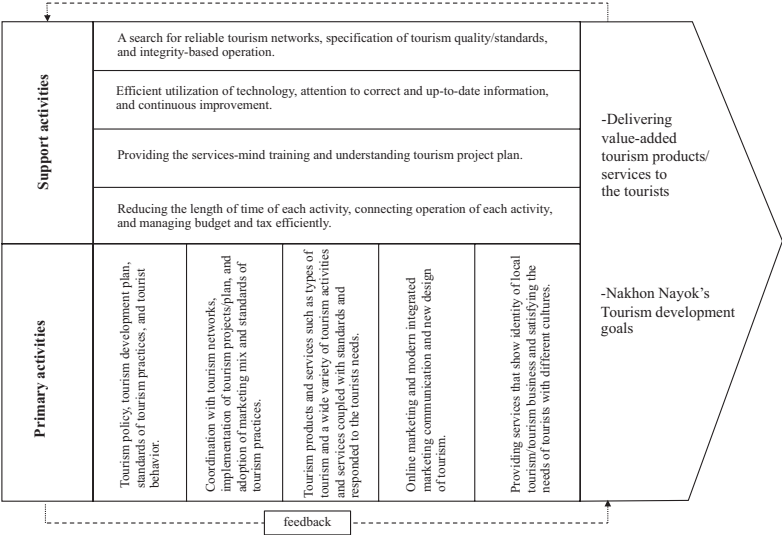 Support activities
A search for reliable tourism networks, specification of tourism quality/standards,
and integrity-based operation.
Efficient utilization of technology, attention to correct and up-to-date information,
and continuous improvement.
Providing the services-mind training and understanding tourism project plan.
Reducing the length of time of each activity, connecting operation of each activity,
and managing budget and tax efficiently.
Primary activities
Tourism policy, tourism development plan,
standards of tourism practices, and tourist
behavior.
Coordination with tourism networks,
implementation of tourism projects/plan, and
adoption of marketing mix and standards of
tourism practices.
Tourism products and services such as types of
tourism and a wide variety of tourism activities
and services coupled with standards and
responded to the tourists needs.
Online marketing and modern integrated
marketing communication and new design
of tourism.
Providing services that show identity of local
tourism/tourism business and satisfying the
needs of tourists with different cultures.
-Delivering
value-added
tourism products/
services to
the tourists
-Nakhon Nayok’s
Tourism development
goals
feedback